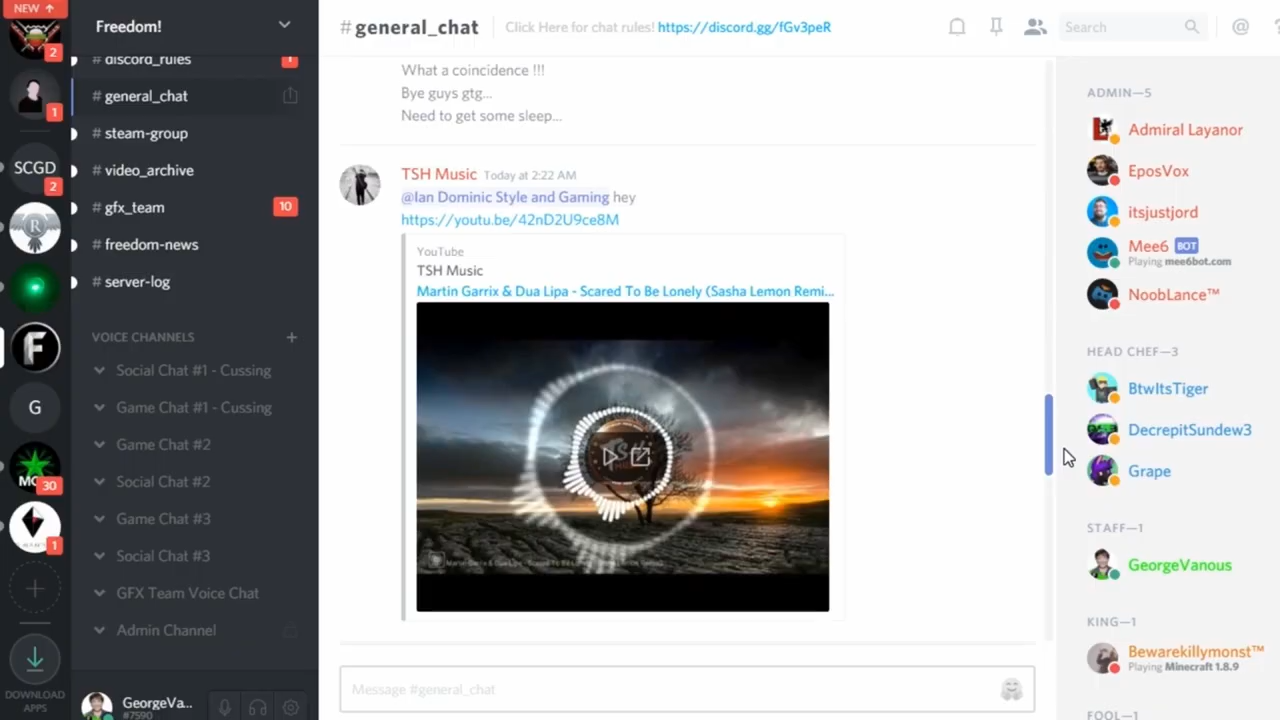 NEW ↑
2
1
SCGD
2
R
F
G
30
1
+
DOWNLOAD
APPS
Freedom!
# discord_rules
1
# general_chat
# steam-group
# video_archive
# gfx_team
10
# freedom-news
# server-log
VOICE CHANNELS
+
Social Chat #1 - Cussing
Game Chat #1 - Cussing
Game Chat #2
Social Chat #2
Game Chat #3
Social Chat #3
GFX Team Voice Chat
Admin Channel
GeorgeVa...
#7590
#general_chat
Click Here for chat rules! https://discord.gg/fGv3peR
Search
@
What a coincidence !!!
Bye guys gtg...
Need to get some sleep...
TSH Music Today at 2:22 AM
@Ian Dominic Style and Gaming hey
https://youtu.be/42nD2U9ce8M
YouTube
TSH Music
Martin Garrix & Dua Lipa - Scared To Be Lonely (Sasha Lemon Remi...
Message #general_chat
ADMIN—5
Admiral Layanor
EposVox
itsjustjord
Mee6 BOT
Playing mee6bot.com
NoobLance™
HEAD CHEF—3
BtwItsTiger
DecrepitSundew3
Grape
STAFF—1
GeorgeVanous
KING—1
Bewarekillymonst™
Playing Minecraft 1.8.9
FOOL—1